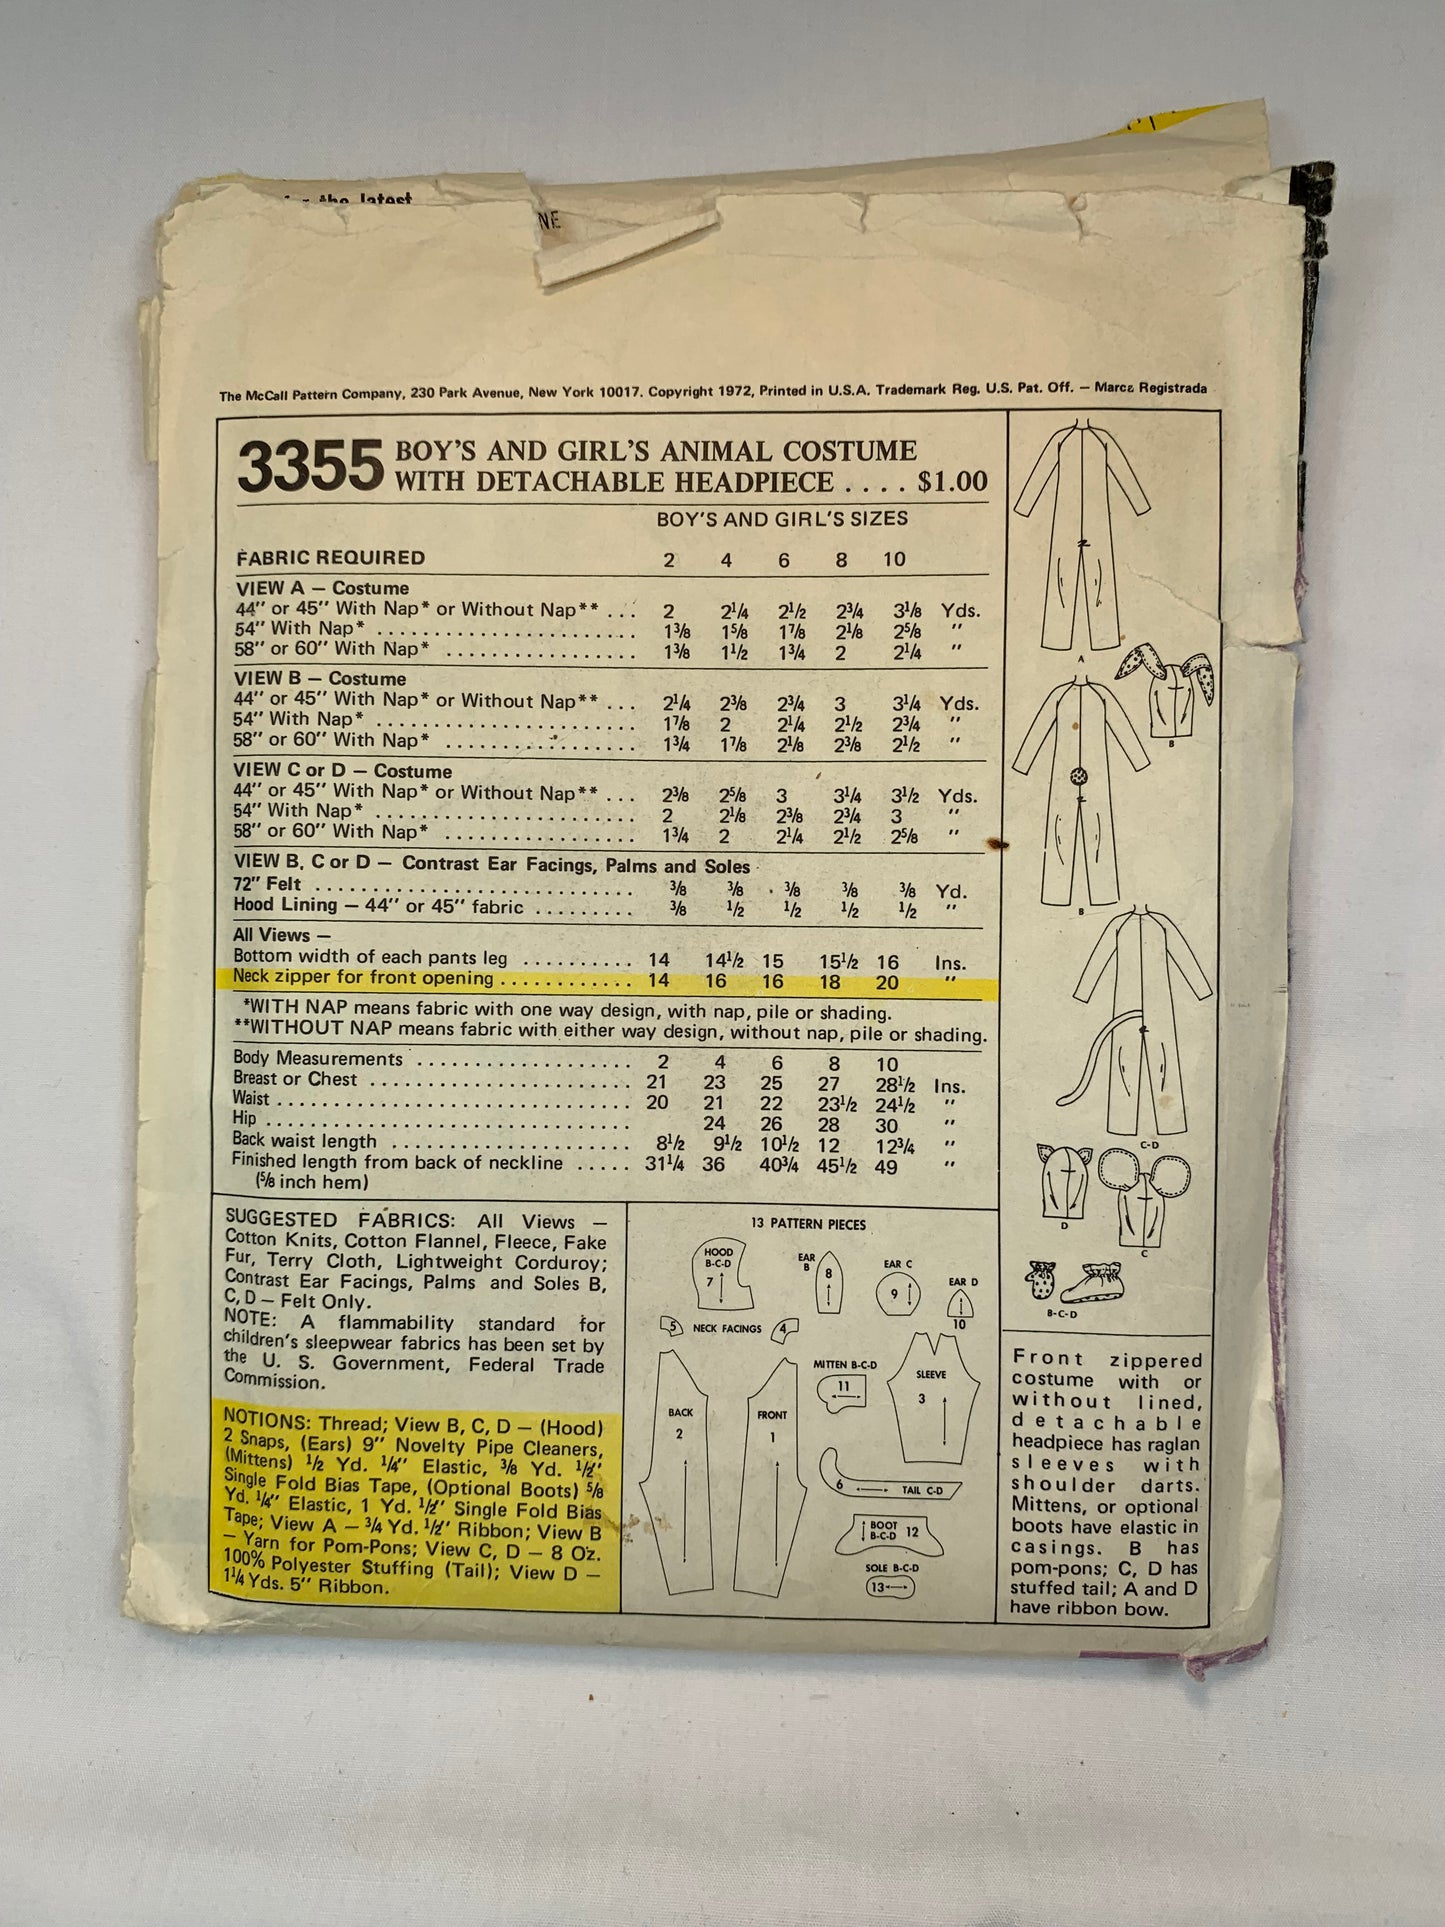 the latest
NE
The McCall Pattern Company, 230 Park Avenue, New York 10017. Copyright 1972, Printed in U.S.A. Trademark Reg. U.S. Pat. Off. — Marca Registrada
3355 BOY'S AND GIRL'S ANIMAL COSTUME
WITH DETACHABLE HEADPIECE . . . . $1.00
BOY'S AND GIRL'S SIZES
FABRIC REQUIRED 2 4 6 8 10
VIEW A — Costume
44" or 45" With Nap* or Without Nap** . . . 2 2¼ 2½ 2¾ 3⅛ Yds.
54" With Nap* . . . . . . . . . . . . . . . . . . . . . . . 1⅜ 1⅝ 1⅞ 2⅛ 2⅝ "
58" or 60" With Nap* . . . . . . . . . . . . . . . . . 1⅜ 1½ 1¾ 2 2¼ "
VIEW B — Costume
44" or 45" With Nap* or Without Nap** . . . 2¼ 2⅜ 2¾ 3 3¼ Yds.
54" With Nap* . . . . . . . . . . . . . . . . . . . . . . . 1⅞ 2 2¼ 2½ 2¾ "
58" or 60" With Nap* . . . . . . . . . . . . . . . . . 1¾ 1⅞ 2⅛ 2⅜ 2½ "
VIEW C or D — Costume
44" or 45" With Nap* or Without Nap** . . . 2⅜ 2⅝ 3 3¼ 3½ Yds.
54" With Nap* . . . . . . . . . . . . . . . . . . . . . . . 2 2⅛ 2⅜ 2¾ 3 "
58" or 60" With Nap* . . . . . . . . . . . . . . . . . 1¾ 2 2¼ 2½ 2⅝ "
VIEW B, C or D — Contrast Ear Facings, Palms and Soles
72" Felt . . . . . . . . . . . . . . . . . . . . . . . . . . . . ⅜ ⅜ ⅜ ⅜ ⅜ Yd.
Hood Lining — 44" or 45" fabric . . . . . . . . . ⅜ ½ ½ ½ ½ "
All Views —
Bottom width of each pants leg . . . . . . . . . . 14 14½ 15 15½ 16 Ins.
Neck zipper for front opening . . . . . . . . . . . . 14 16 16 18 20 "
*WITH NAP means fabric with one way design, with nap, pile or shading.
**WITHOUT NAP means fabric with either way design, without nap, pile or shading.
Body Measurements . . . . . . . . . . . . . . . . . . . 2 4 6 8 10
Breast or Chest . . . . . . . . . . . . . . . . . . . . . . . 21 23 25 27 28½ Ins.
Waist . . . . . . . . . . . . . . . . . . . . . . . . . . . . . . . 20 21 22 23½ 24½ "
Hip . . . . . . . . . . . . . . . . . . . . . . . . . . . . . . . . 24 26 28 30 "
Back waist length . . . . . . . . . . . . . . . . . . . . . 8½ 9½ 10½ 12 12¾ "
Finished length from back of neckline . . . . . 31¼ 36 40¾ 45½ 49 "
(⅝ inch hem)
SUGGESTED FABRICS: All Views —
Cotton Knits, Cotton Flannel, Fleece, Fake
Fur, Terry Cloth, Lightweight Corduroy;
Contrast Ear Facings, Palms and Soles B,
C, D — Felt Only.
NOTE: A flammability standard for
children's sleepwear fabrics has been set by
the U. S. Government, Federal Trade
Commission.
NOTIONS: Thread; View B, C, D — (Hood)
2 Snaps, (Ears) 9" Novelty Pipe Cleaners,
(Mittens) ½ Yd. ¼" Elastic, ⅜ Yd. ½"
Single Fold Bias Tape, (Optional Boots) ⅝
Yd. ¼" Elastic, 1 Yd. ½" Single Fold Bias
Tape; View A — ¾ Yd. ½" Ribbon; View B
— Yarn for Pom-Pons; View C, D — 8 Oz.
100% Polyester Stuffing (Tail); View D —
1¼ Yds. 5" Ribbon.
13 PATTERN PIECES
HOOD
B-C-D
7
EAR
B
8
EAR C
9
EAR D
10
5 NECK FACINGS 4
MITTEN B-C-D
11
SLEEVE
3
BACK
2
FRONT
1
6 TAIL C-D
BOOT
B-C-D 12
SOLE B-C-D
13
A
B
B
C-D
D
C
B-C-D
Front zippered
costume with or
without lined,
detachable
headpiece has raglan
sleeves with
shoulder darts.
Mittens, or optional
boots have elastic in
casings. B has
pom-pons; C, D has
stuffed tail; A and D
have ribbon bow.